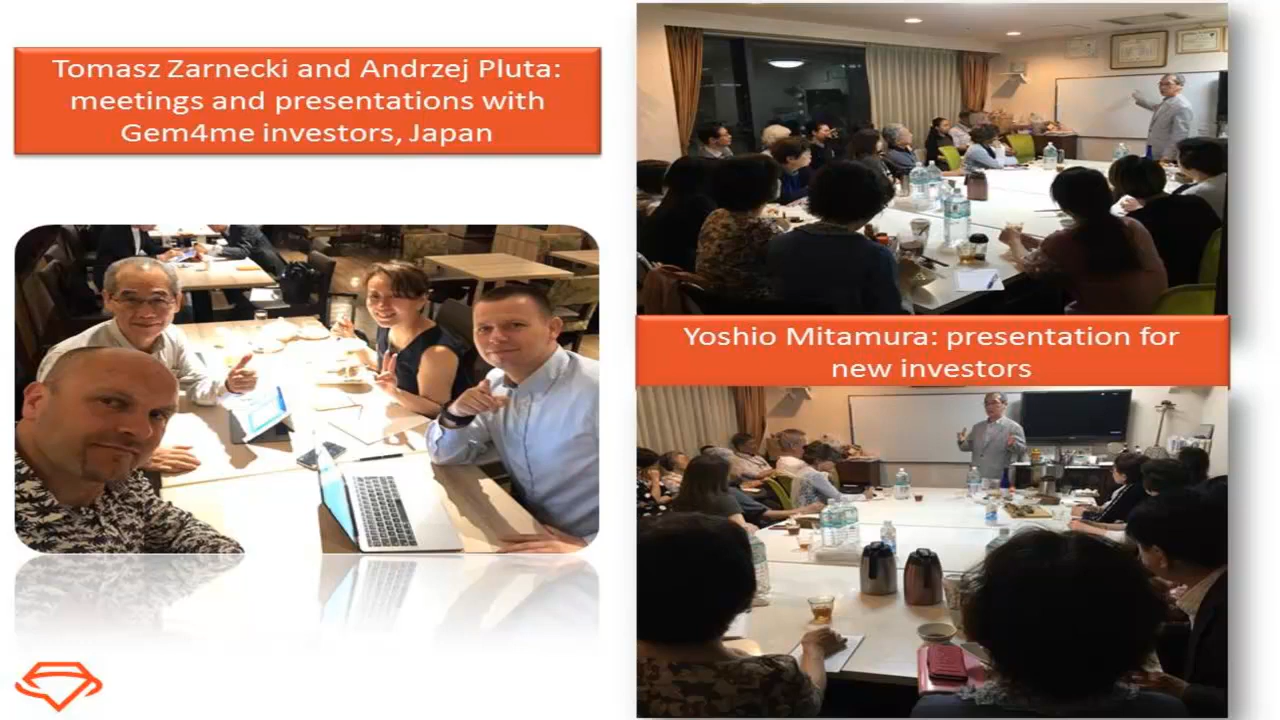 Tomasz Zarnecki and Andrzej Pluta:
meetings and presentations with
Gem4me investors, Japan
Yoshio Mitamura: presentation for
new investors